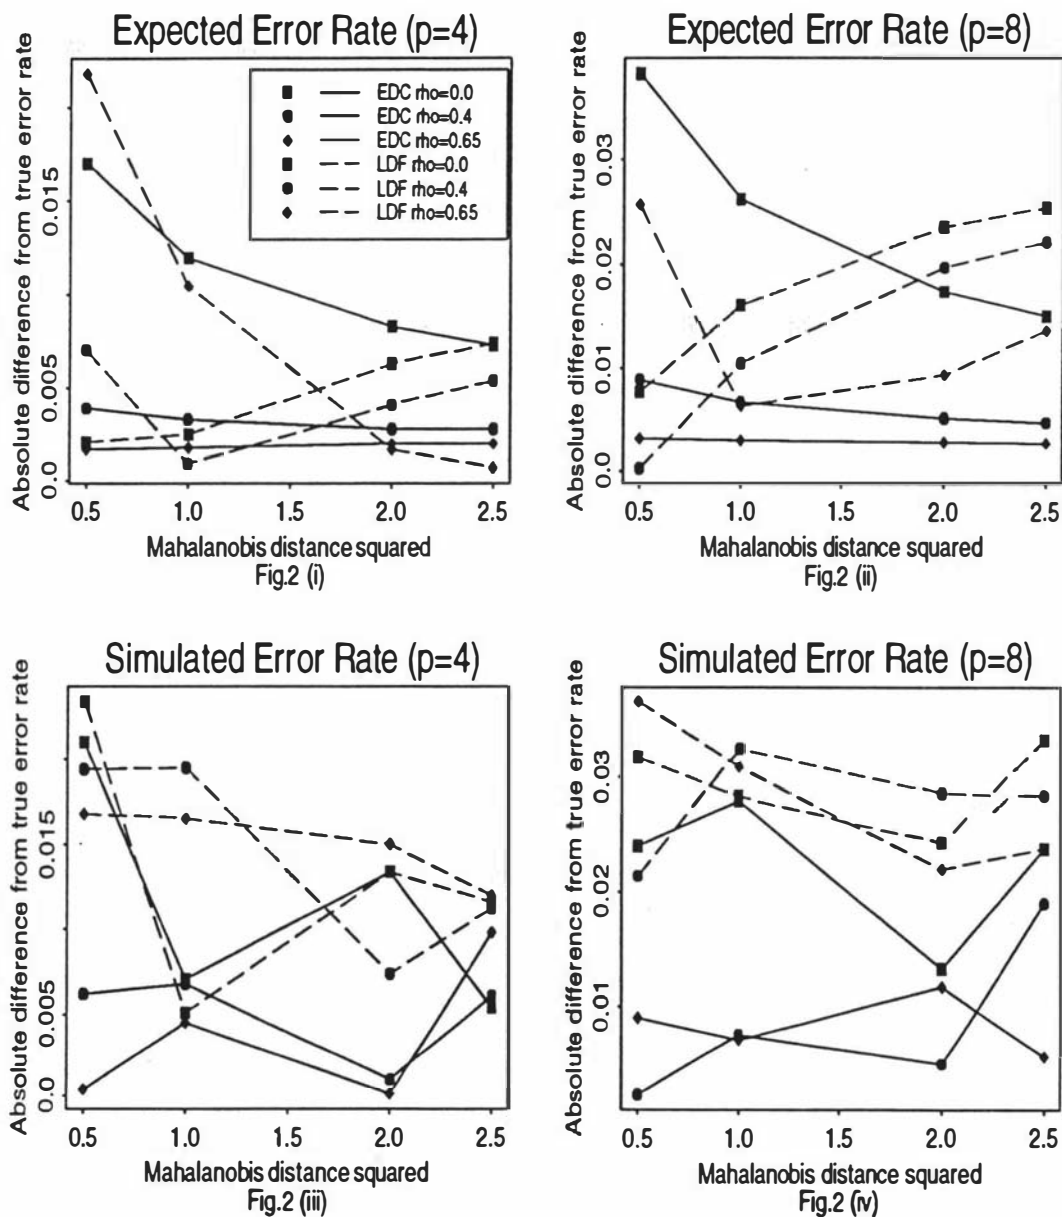 Expected Error Rate (p=4)
Absolute difference from true error rate
0.015
0.005
0.0
EDC rho=0.0
EDC rho=0.4
EDC rho=0.65
LDF rho=0.0
LDF rho=0.4
LDF rho=0.65
0.5 1.0 1.5 2.0 2.5
Mahalanobis distance squared
Fig.2 (i)
Expected Error Rate (p=8)
Absolute difference from true error rate
0.03
0.02
0.01
0.0
0.5 1.0 1.5 2.0 2.5
Mahalanobis distance squared
Fig.2 (ii)
Simulated Error Rate (p=4)
Absolute difference from true error rate
0.015
0.005
0.0
0.5 1.0 1.5 2.0 2.5
Mahalanobis distance squared
Fig.2 (iii)
Simulated Error Rate (p=8)
Absolute difference from true error rate
0.03
0.02
0.01
0.5 1.0 1.5 2.0 2.5
Mahalanobis distance squared
Fig.2 (iv)